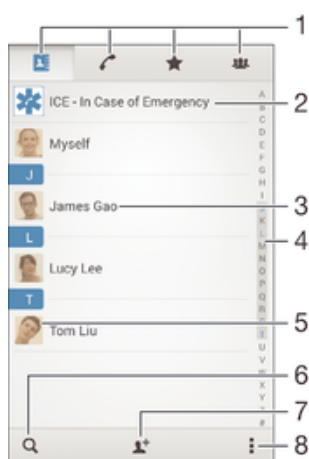 1
ICE - In Case of Emergency
2
Myself
J
James Gao
3
L
Lucy Lee
T
Tom Liu
A
B
C
D
E
F
G
H
I
K
L
M
N
O
P
Q
R
U
V
W
X
Y
Z
#
4
5
6
7
8